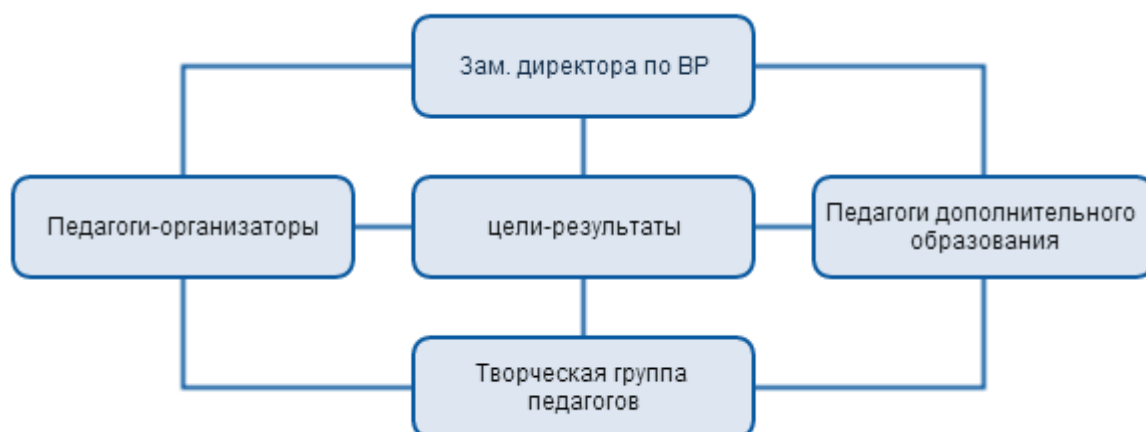 Зам. директора по ВР
Педагоги-организаторы
цели-результаты
Педагоги дополнительного
образования
Творческая группа
педагогов